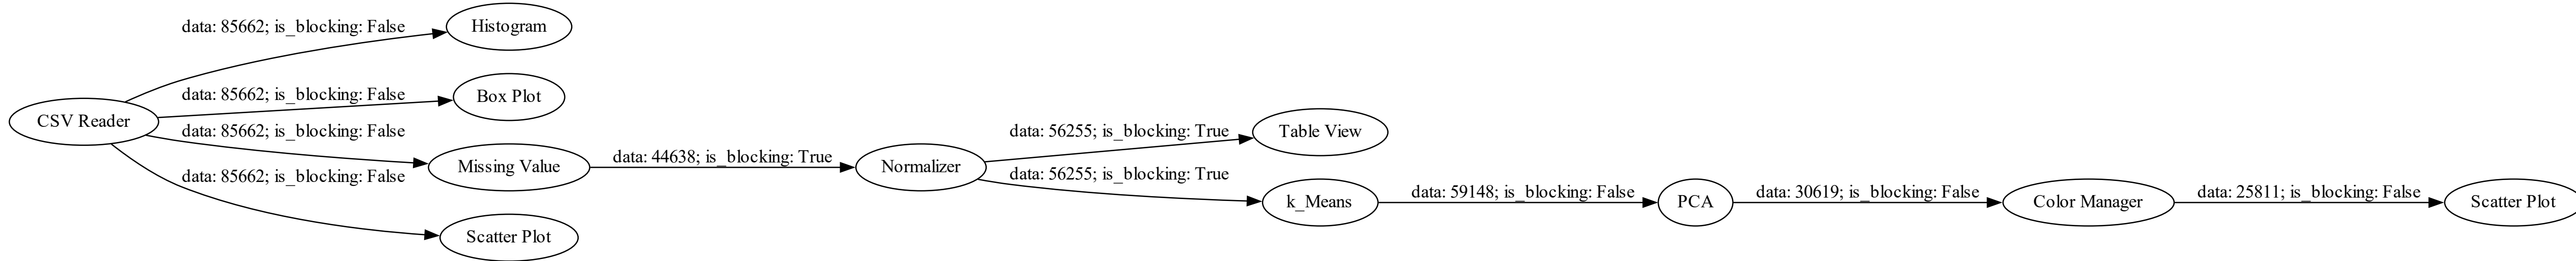 CSV Reader
data: 85662; is_blocking: False
Histogram
data: 85662; is_blocking: False
Box Plot
data: 85662; is_blocking: False
Missing Value
data: 85662; is_blocking: False
Scatter Plot
data: 44638; is_blocking: True
Normalizer
data: 56255; is_blocking: True
Table View
data: 56255; is_blocking: True
k_Means
data: 59148; is_blocking: False
PCA
data: 30619; is_blocking: False
Color Manager
data: 25811; is_blocking: False
Scatter Plot